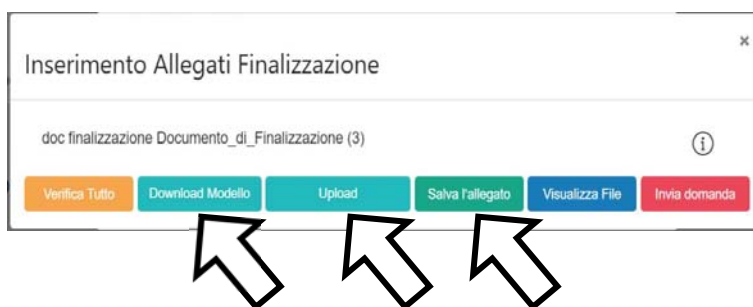 ×
Inserimento Allegati Finalizzazione
doc finalizzazione Documento_di_Finalizzazione (3)
Verifica Tutto Download Modello Upload Salva l'allegato Visualizza File Invia domanda